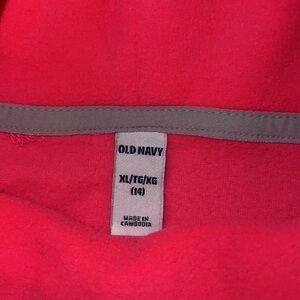 OLD NAVY
XL/TG/XG
(14)
MADE IN
CAMBODIA